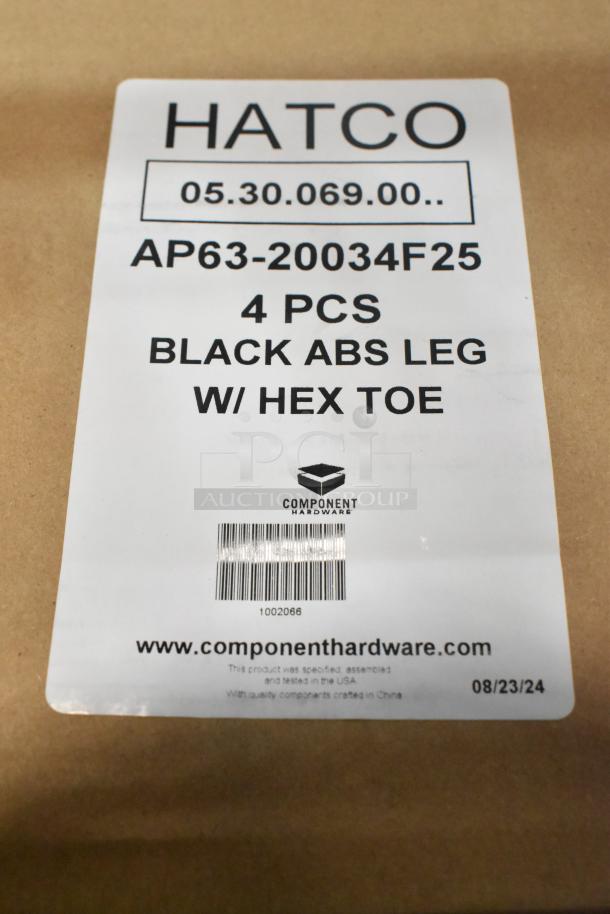 HATCO
05.30.069.00..
AP63-20034F25
4 PCS
BLACK ABS LEG
W/ HEX TOE
PCI
AUCTION GROUP
COMPONENT
HARDWARE
1002066
www.componenthardware.com
This product was specified, assembled
and tested in the USA
With quality components crafted in China
08/23/24